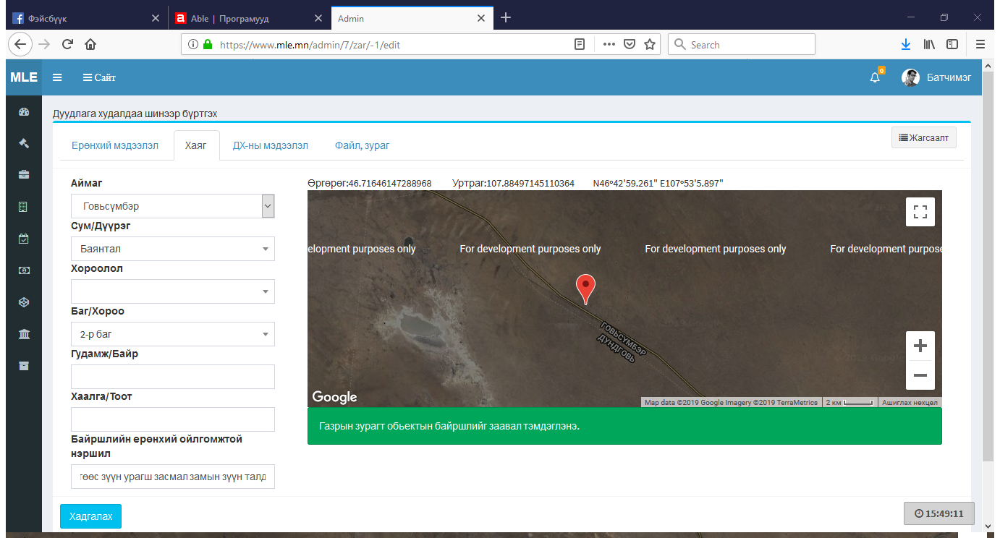 Фэйсбүүк
Able | Програмууд
Admin
https://www.mle.mn/admin/7/zar/-1/edit
Search
MLE
Сайт
0
Батчимэг
Дуудлага худалдаа шинээр бүртгэх
Ерөнхий мэдээлэл
Хаяг
ДХ-ны мэдээлэл
Файл, зураг
Жагсаалт
Аймаг
Говьсүмбэр
Сум/Дүүрэг
Баянтал
Хороолол
Баг/Хороо
2-р баг
Гудамж/Байр
Хаалга/Тоот
Байршлийн ерөнхий ойлгомжтой
нэршил
гөөс зүүн урагш засмал замын зүүн талд
Өргөрөг:46.71646147288968 Уртраг:107.88497145110364 N46°42'59.261" E107°53'5.897"
elopment purposes only
For development purposes only
For development purposes only
For development purpose
ГОВЬСҮМБЭР
ДУНДГОВЬ
Google
Map data ©2019 Google Imagery ©2019 TerraMetrics
2 км
Ашиглах нөхцөл
Газрын зурагт обьектын байршлийг заавал тэмдэглэнэ.
Хадгалах
15:49:11